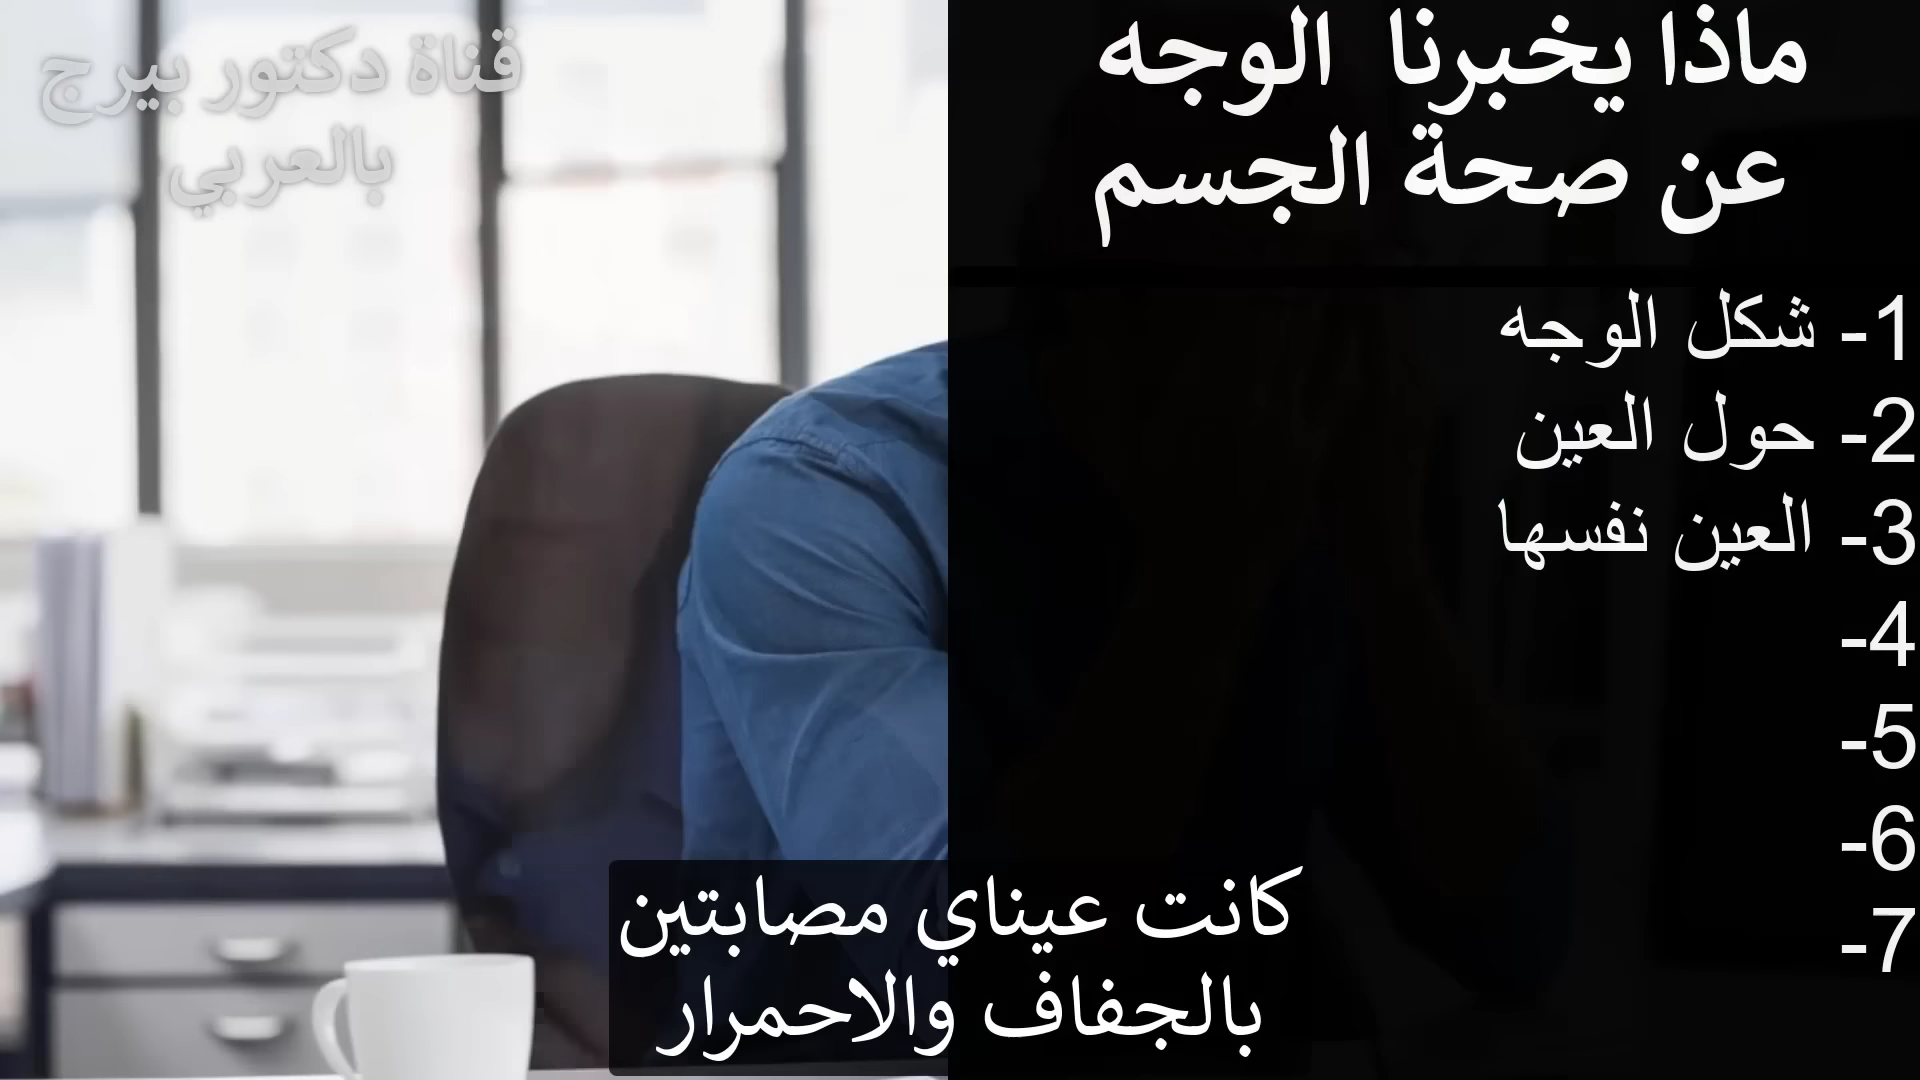 قناة دكتور بيرج
بالعربي
ماذا يخبرنا الوجه
عن صحة الجسم
1- شكل الوجه
2- حول العين
3- العين نفسها
4-
5-
6-
7-
كانت عيناي مصابتين
بالجفاف والاحمرار